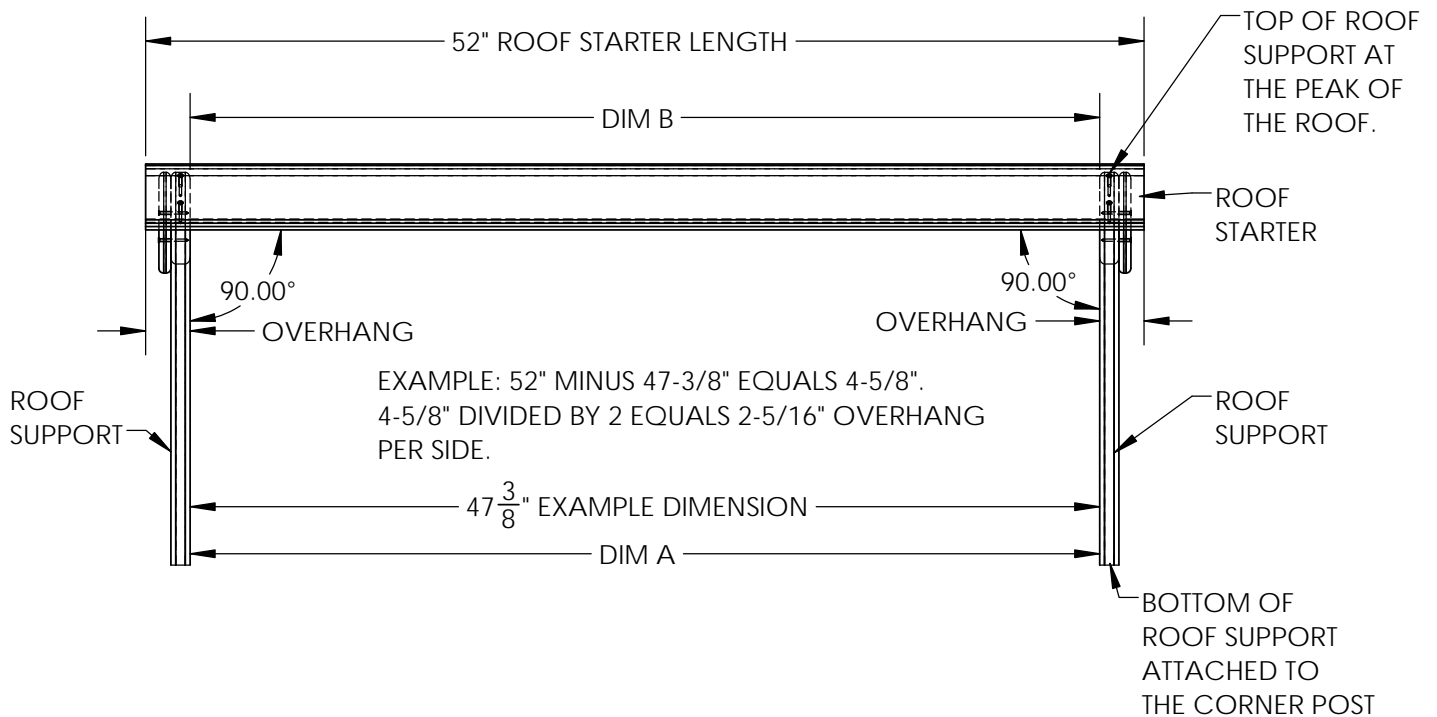 52" ROOF STARTER LENGTH
TOP OF ROOF
SUPPORT AT
THE PEAK OF
THE ROOF.
DIM B
ROOF
STARTER
90.00°
90.00°
OVERHANG
OVERHANG
EXAMPLE: 52" MINUS 47-3/8" EQUALS 4-5/8".
4-5/8" DIVIDED BY 2 EQUALS 2-5/16" OVERHANG
PER SIDE.
ROOF
SUPPORT
ROOF
SUPPORT
47 3/8" EXAMPLE DIMENSION
DIM A
BOTTOM OF
ROOF SUPPORT
ATTACHED TO
THE CORNER POST